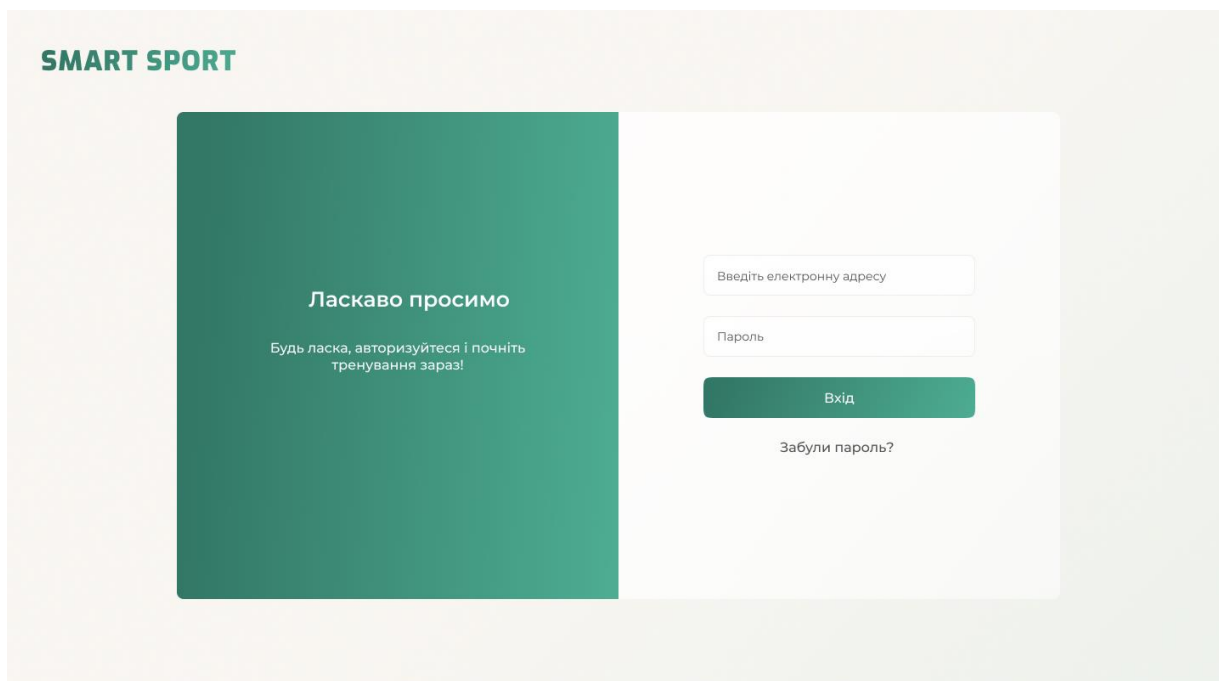 SMART SPORT
Ласкаво просимо
Будь ласка, авторизуйтеся і почніть
тренування зараз!
Введіть електронну адресу
Пароль
Вхід
Забули пароль?